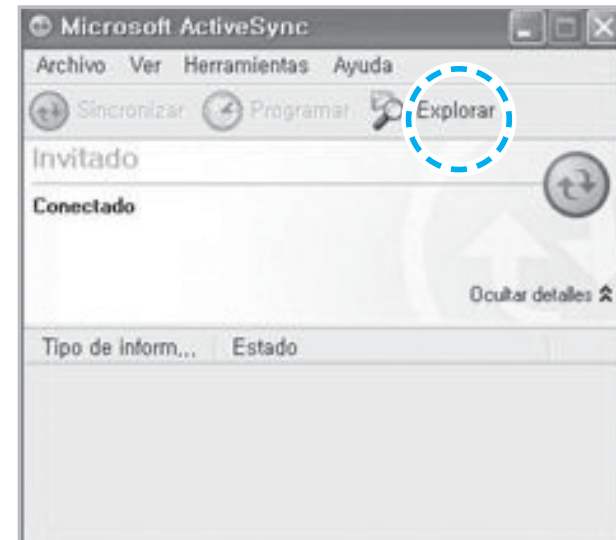 Microsoft ActiveSync
Archivo Ver Herramientas Ayuda
Sincronizar Programar Explorar
Invitado
Conectado
Ocultar detalles
Tipo de inform... Estado